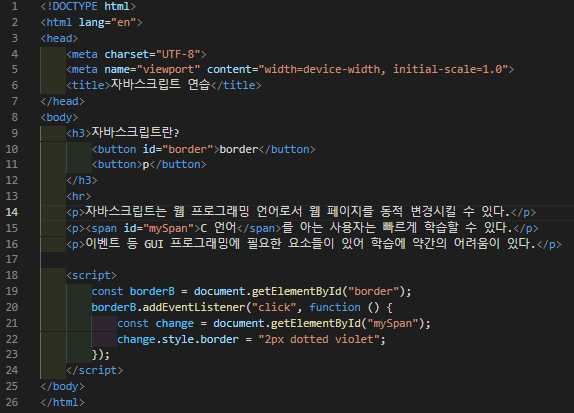 1 <!DOCTYPE html>
2 <html lang="en">
3 <head>
4     <meta charset="UTF-8">
5     <meta name="viewport" content="width=device-width, initial-scale=1.0">
6     <title>자바스크립트 연습</title>
7 </head>
8 <body>
9     <h3>자바스크립트란?
10         <button id="border">border</button>
11         <button>p</button>
12     </h3>
13     <hr>
14     <p>자바스크립트는 웹 프로그래밍 언어로서 웹 페이지를 동적 변경시킬 수 있다.</p>
15     <p><span id="mySpan">C 언어</span>를 아는 사용자는 빠르게 학습할 수 있다.</p>
16     <p>이벤트 등 GUI 프로그래밍에 필요한 요소들이 있어 학습에 약간의 어려움이 있다.</p>
17
18     <script>
19         const borderB = document.getElementById("border");
20         borderB.addEventListener("click", function () {
21             const change = document.getElementById("mySpan");
22             change.style.border = "2px dotted violet";
23         });
24     </script>
25 </body>
26 </html>